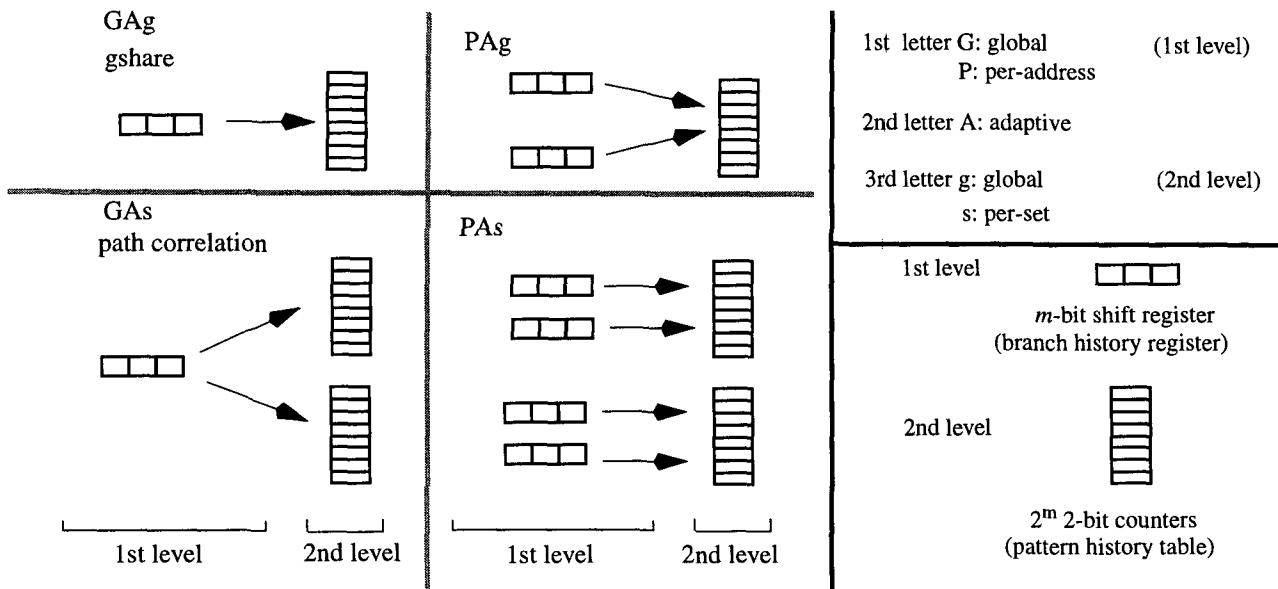 GAg
gshare
PAg
GAs
path correlation
PAs
1st level
2nd level
1st level
2nd level
1st letter G: global (1st level)
P: per-address
2nd letter A: adaptive
3rd letter g: global (2nd level)
s: per-set
1st level
m-bit shift register
(branch history register)
2nd level
2ᵐ 2-bit counters
(pattern history table)